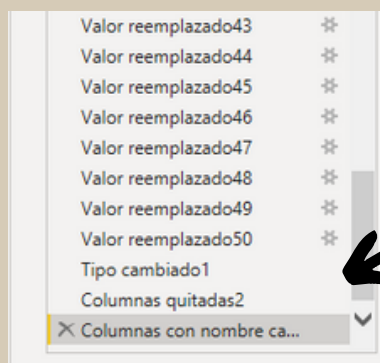 Valor reemplazado43
Valor reemplazado44
Valor reemplazado45
Valor reemplazado46
Valor reemplazado47
Valor reemplazado48
Valor reemplazado49
Valor reemplazado50
Tipo cambiado1
Columnas quitadas2
Columnas con nombre ca...